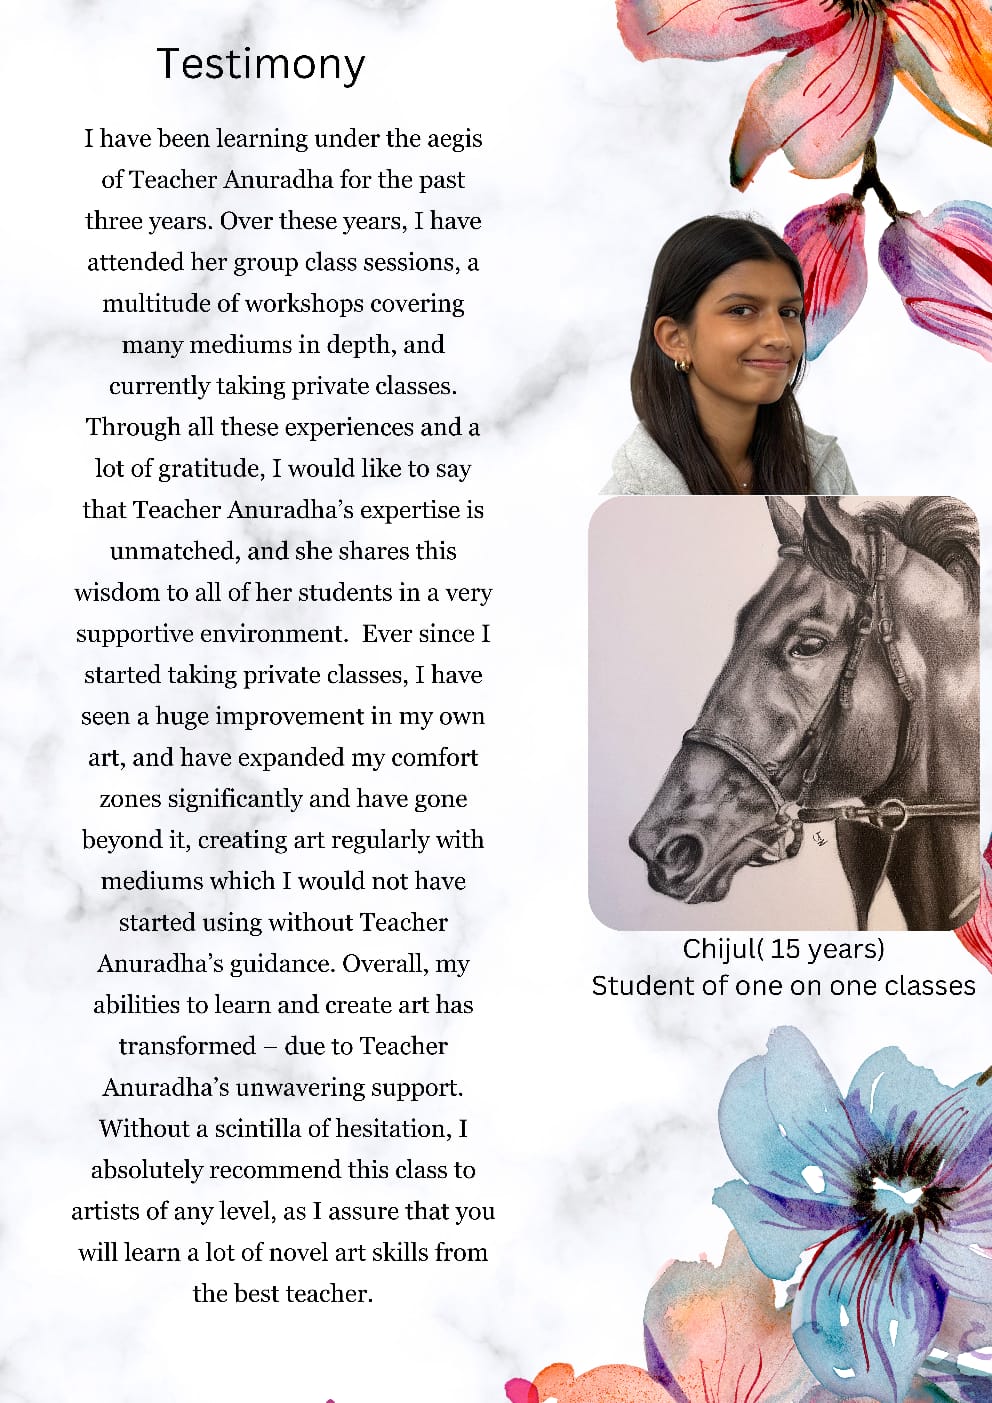 Testimony
I have been learning under the aegis
of Teacher Anuradha for the past
three years. Over these years, I have
attended her group class sessions, a
multitude of workshops covering
many mediums in depth, and
currently taking private classes.
Through all these experiences and a
lot of gratitude, I would like to say
that Teacher Anuradha’s expertise is
unmatched, and she shares this
wisdom to all of her students in a very
supportive environment.  Ever since I
started taking private classes, I have
seen a huge improvement in my own
art, and have expanded my comfort
zones significantly and have gone
beyond it, creating art regularly with
mediums which I would not have
started using without Teacher
Anuradha’s guidance. Overall, my
abilities to learn and create art has
transformed – due to Teacher
Anuradha’s unwavering support.
Without a scintilla of hesitation, I
absolutely recommend this class to
artists of any level, as I assure that you
will learn a lot of novel art skills from
the best teacher.
Chijul( 15 years)
Student of one on one classes